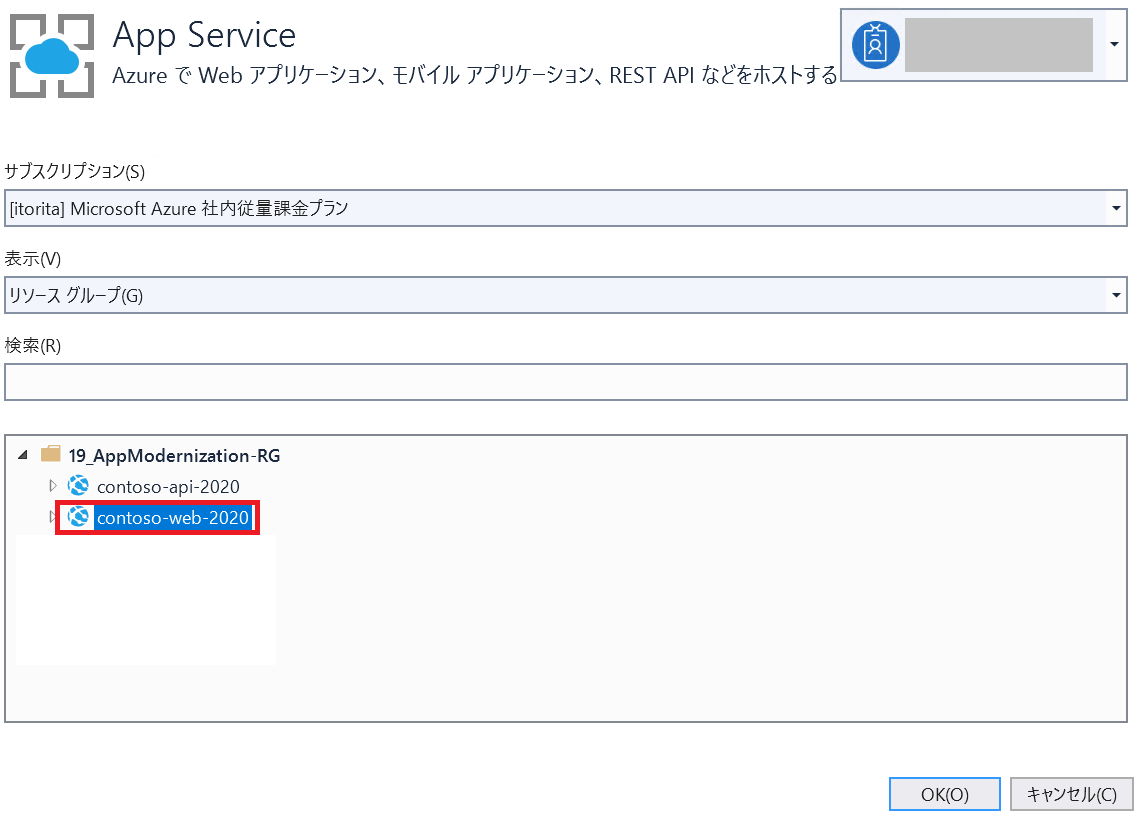 App Service
Azure で Web アプリケーション、モバイル アプリケーション、REST API などをホストする
サブスクリプション(S)
[itorita] Microsoft Azure 社内従量課金プラン
表示(V)
リソース グループ(G)
検索(R)
19_AppModernization-RG
contoso-api-2020
contoso-web-2020
OK(O)
キャンセル(C)